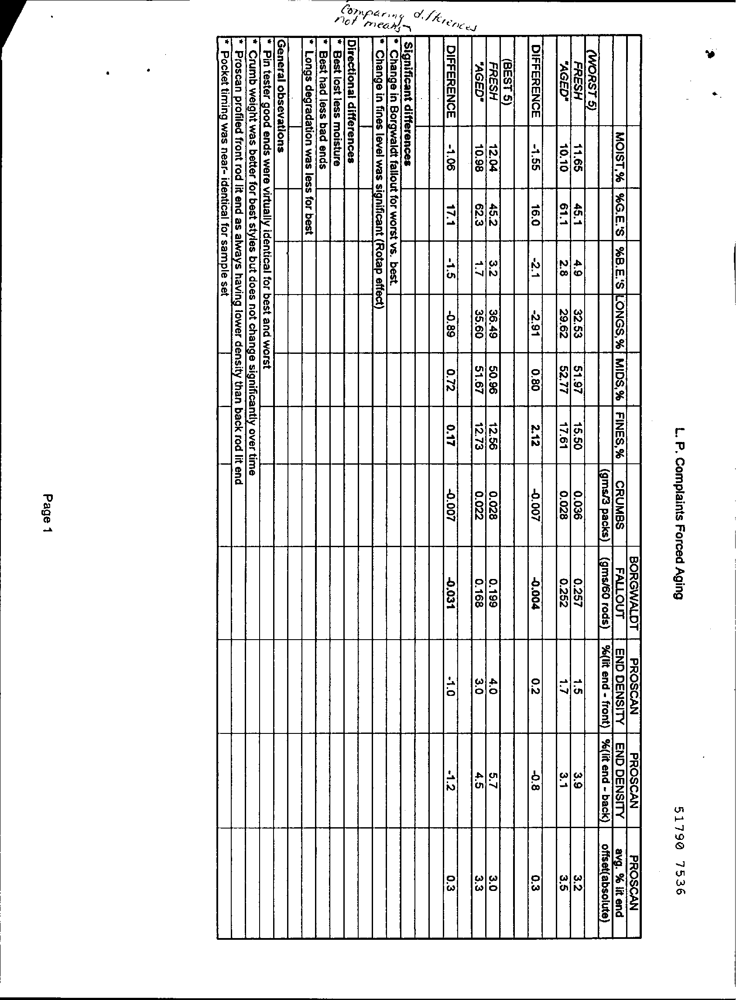 L. P. Complaints Forced Aging
51790 7536
BORGWALDT PROSCAN PROSCAN PROSCAN
MOIST,% %G.E.'S %B.E.'S LONGS,% MIDS,% FINES,% CRUMBS FALLOUT END DENSITY END DENSITY avg. % lit end
(gms/3 packs) (gms/60 rods) %(lit end - front) %(lit end - back) offset(absolute)
(WORST 5)
FRESH 11.65 45.1 4.9 32.53 51.97 15.50 0.036 0.257 1.5 3.9 3.2
"AGED" 10.10 61.1 2.8 29.62 52.77 17.61 0.028 0.252 1.7 3.1 3.5
DIFFERENCE -1.55 16.0 -2.1 -2.91 0.80 2.12 -0.007 -0.004 0.2 -0.8 0.3
(BEST 5)
FRESH 12.04 45.2 3.2 36.49 50.96 12.56 0.028 0.199 4.0 5.7 3.0
"AGED" 10.98 62.3 1.7 35.60 51.67 12.73 0.022 0.168 3.0 4.5 3.3
DIFFERENCE -1.06 17.1 -1.5 -0.89 0.72 0.17 -0.007 -0.031 -1.0 -1.2 0.3
Comparing differences
not means
Significant differences
* Change in Borgwaldt fallout for worst vs. best.
* Change in fines level was significant (Rotap effect)
Directional differences
* Best lost less moisture
* Best had less bad ends
* Longs degradation was less for best
General obsevations
* Pin tester good ends were virtually identical for best and worst
* Crumb weight was better for best styles but does not change significantly over time
* Proscan profiled front rod lit end as always having lower density than back rod lit end
* Pocket timing was near- identical for sample set
Page 1